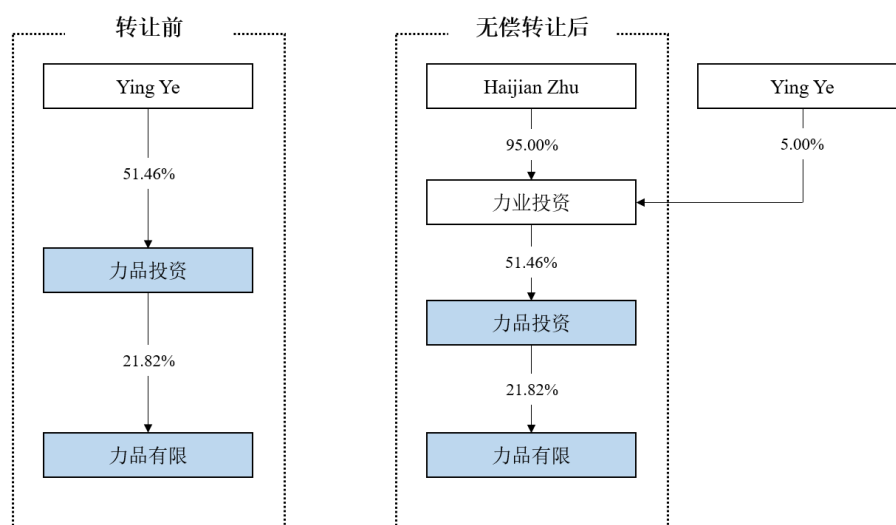 转让前
无偿转让后
Ying Ye
Haijian Zhu
Ying Ye
95.00%
5.00%
51.46%
力业投资
力品投资
51.46%
力品投资
21.82%
21.82%
力品有限
力品有限